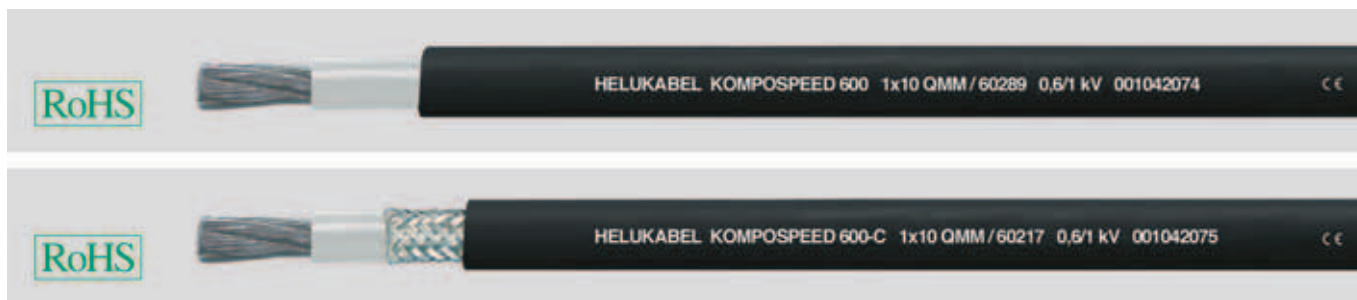 RoHS
HELUKABEL KOMPOSPEED 600 1x10 QMM / 60289 0,6/1 kV 001042074 CE
RoHS
HELUKABEL KOMPOSPEED 600-C 1x10 QMM / 60217 0,6/1 kV 001042075 CE